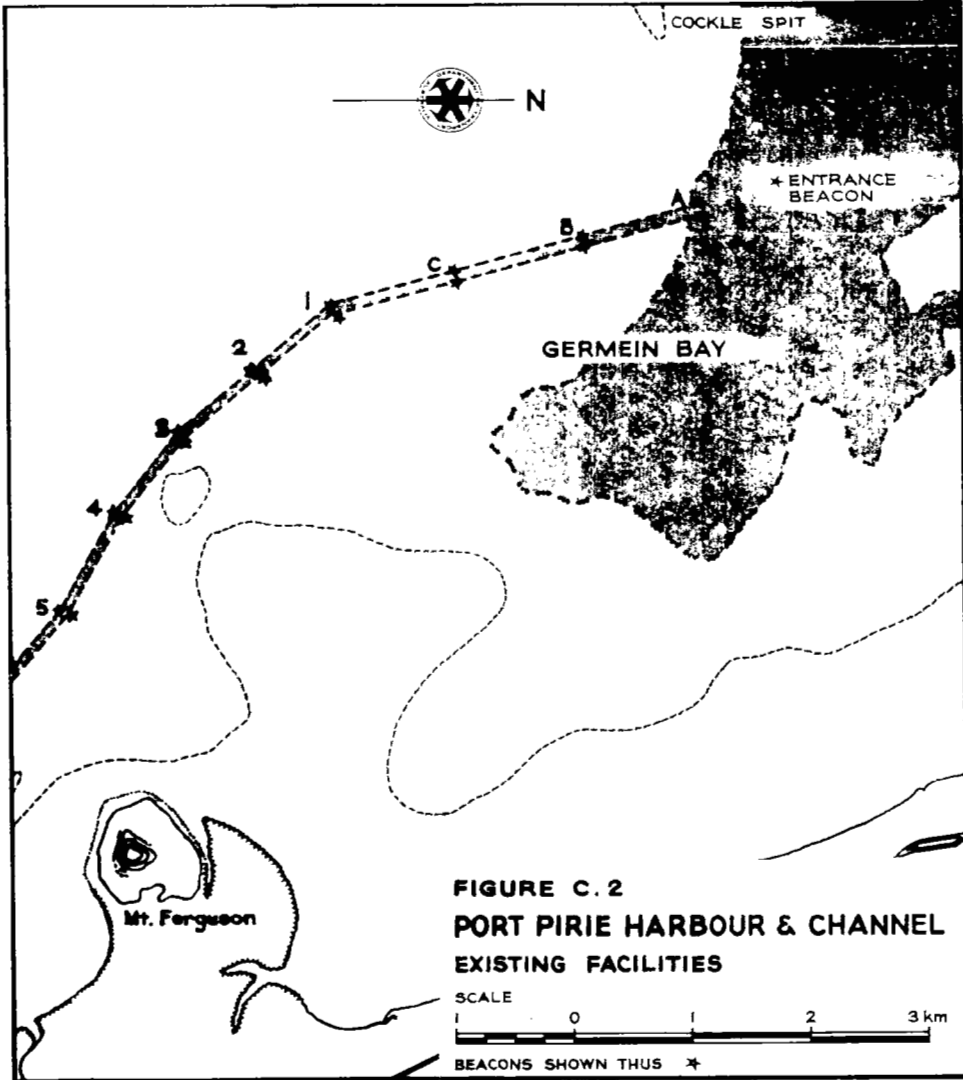 COCKLE SPIT
N
ENTRANCE
BEACON
A
B
C
1
2
3
4
5
GERMEIN BAY
Mt. Ferguson
FIGURE C.2
PORT PIRIE HARBOUR & CHANNEL
EXISTING FACILITIES
SCALE
1 0 1 2 3 km
BEACONS SHOWN THUS